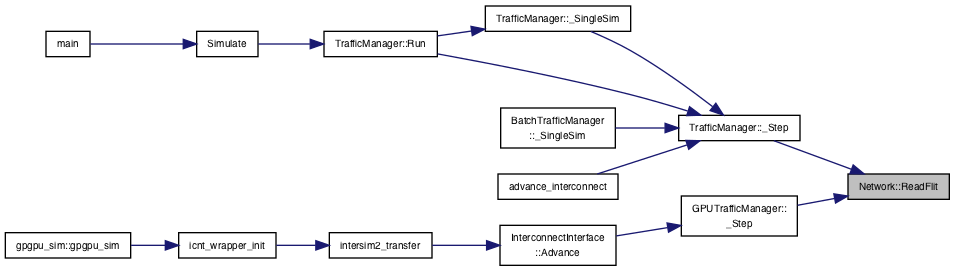 TrafficManager::_SingleSim
main
Simulate
TrafficManager::Run
BatchTrafficManager
::_SingleSim
TrafficManager::_Step
advance_interconnect
Network::ReadFlit
GPUTrafficManager::
_Step
gpgpu_sim::gpgpu_sim
icnt_wrapper_init
intersim2_transfer
InterconnectInterface
::Advance